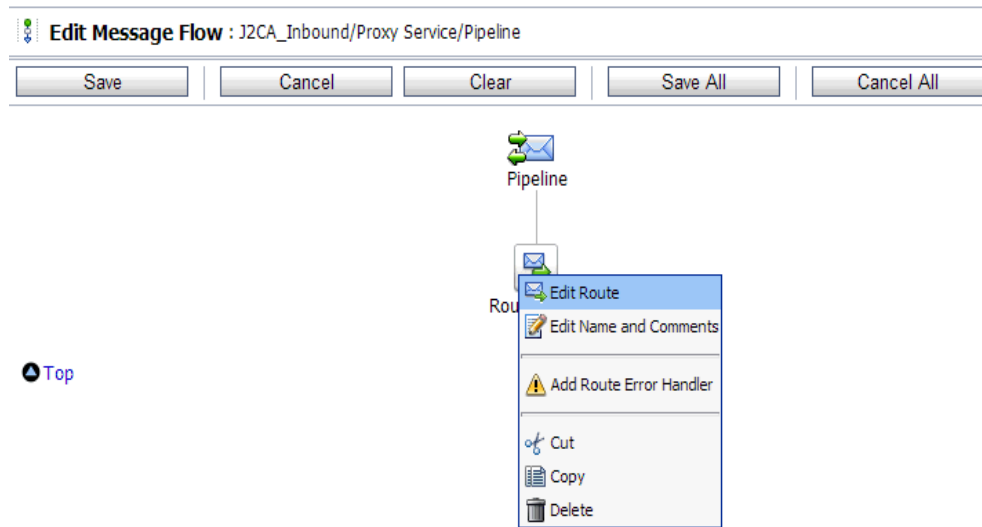 Edit Message Flow : J2CA_Inbound/Proxy Service/Pipeline
Save Cancel Clear Save All Cancel All
Pipeline
Rou
Edit Route
Edit Name and Comments
Add Route Error Handler
Cut
Copy
Delete
Top